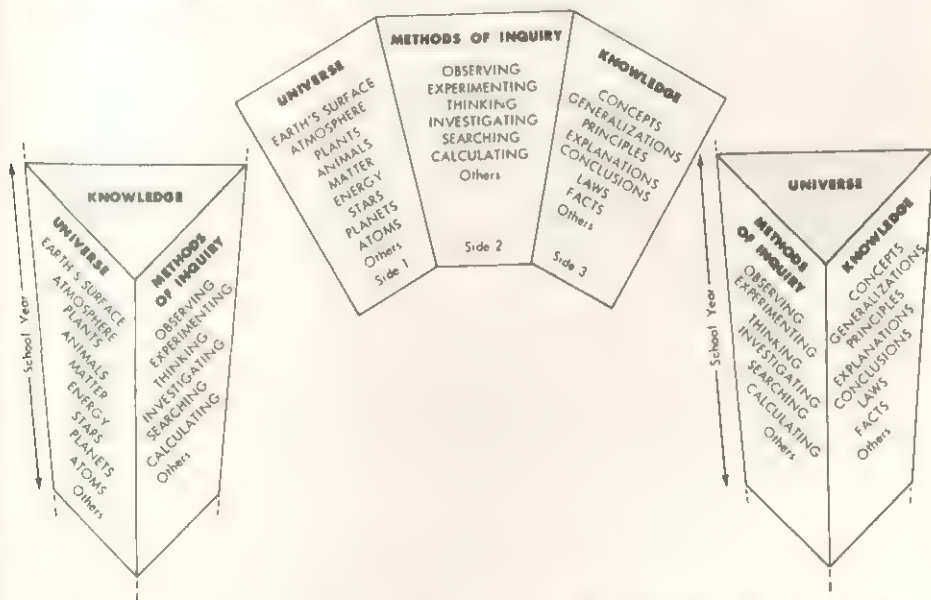 UNIVERSE
EARTH'S SURFACE
ATMOSPHERE
PLANTS
ANIMALS
MATTER
ENERGY
STARS
PLANETS
ATOMS
Others
Side 1
METHODS OF INQUIRY
OBSERVING
EXPERIMENTING
THINKING
INVESTIGATING
SEARCHING
CALCULATING
Others
Side 2
KNOWLEDGE
CONCEPTS
GENERALIZATIONS
PRINCIPLES
EXPLANATIONS
CONCLUSIONS
LAWS
FACTS
Others
Side 3
School Year
KNOWLEDGE
UNIVERSE
EARTH'S SURFACE
ATMOSPHERE
PLANTS
ANIMALS
MATTER
ENERGY
STARS
PLANETS
ATOMS
Others
METHODS
OF INQUIRY
OBSERVING
EXPERIMENTING
THINKING
INVESTIGATING
SEARCHING
CALCULATING
Others
School Year
UNIVERSE
METHODS
OF INQUIRY
OBSERVING
EXPERIMENTING
THINKING
INVESTIGATING
SEARCHING
CALCULATING
Others
KNOWLEDGE
CONCEPTS
GENERALIZATIONS
PRINCIPLES
EXPLANATIONS
CONCLUSIONS
LAWS
FACTS
Others